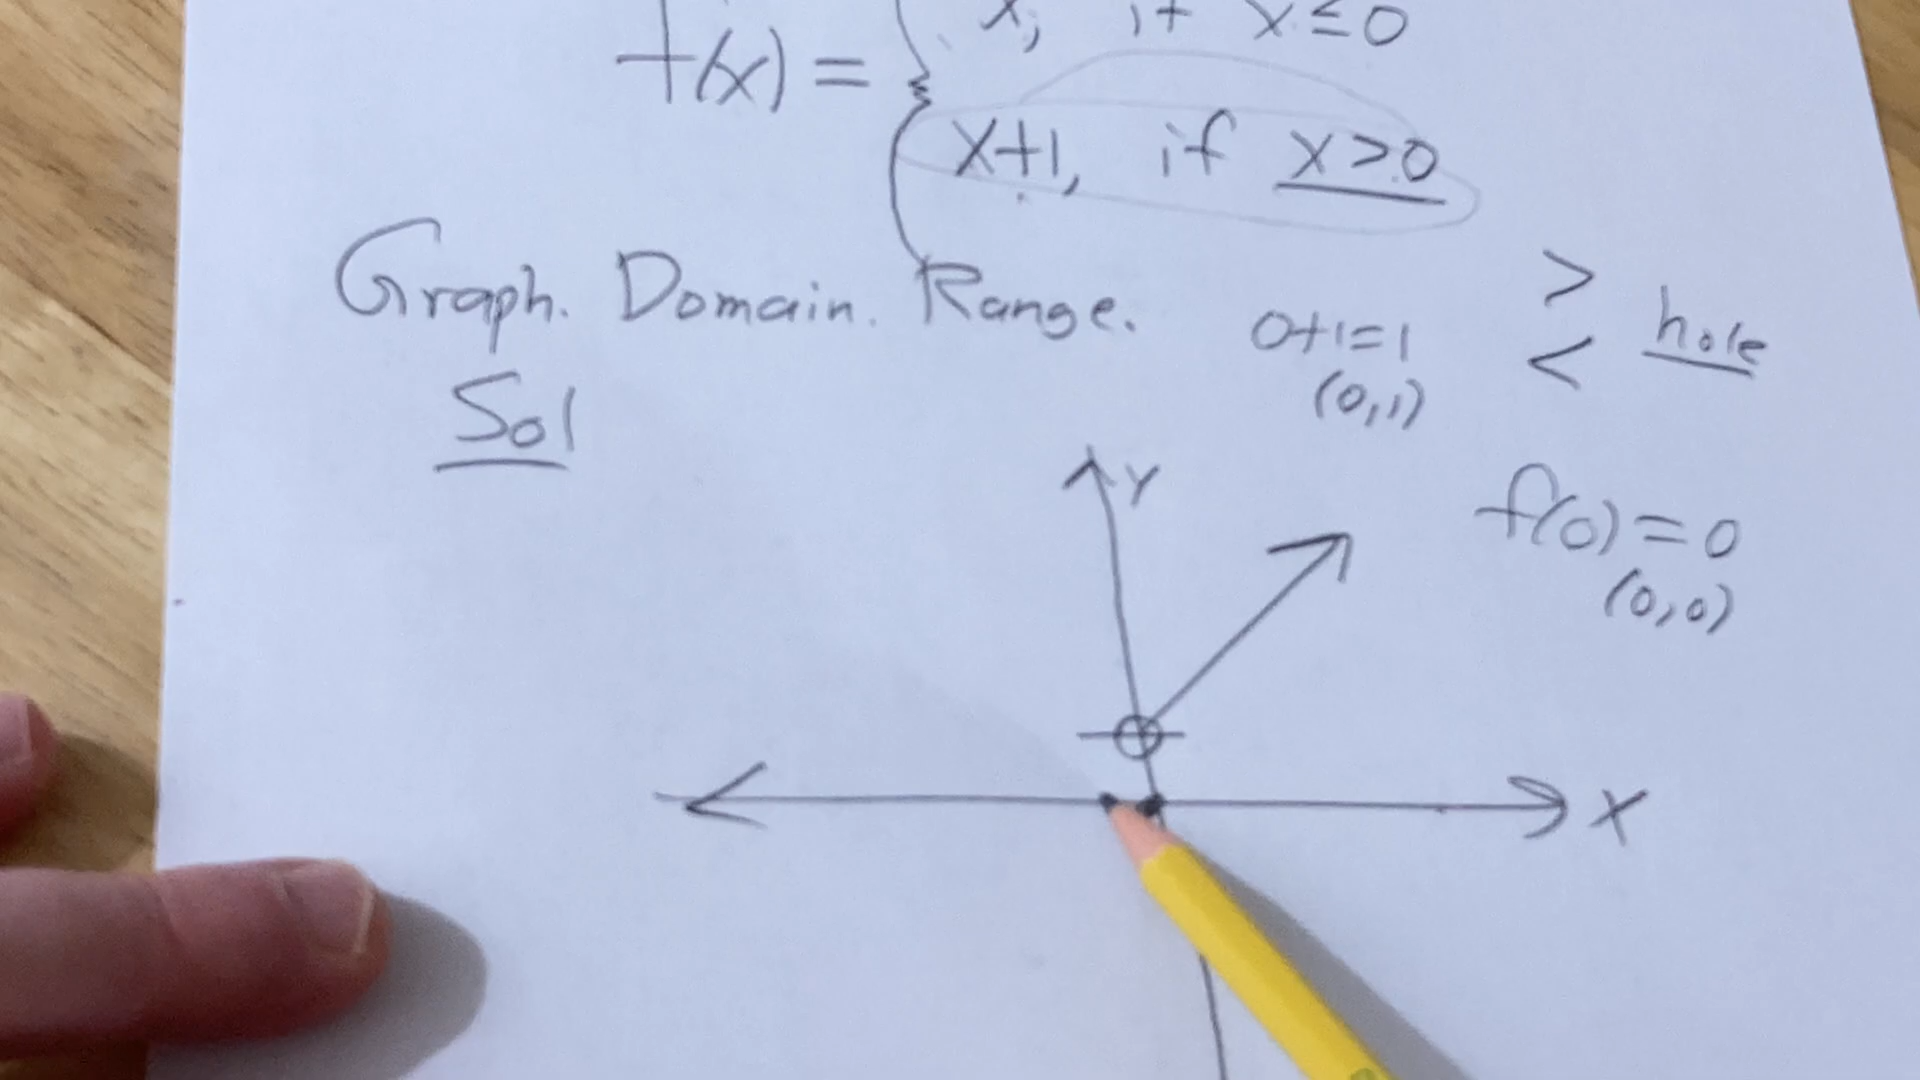 x, if x≤0
f(x) =
x+1, if x>0
Graph. Domain. Range.
>
<
hole
0+1=1
(0,1)
Sol
Y
f(0)=0
(0,0)
X